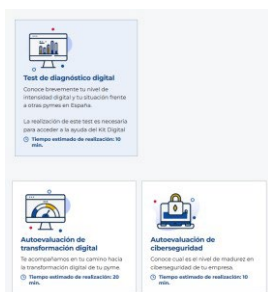 Test de diagnóstico digital
Conoce brevemente tu nivel de
intensidad digital y tu situación frente
a otras pymes en España.
La realización de este test es necesaria
para acceder a la ayuda del Kit Digital
Tiempo estimado de realización: 10
min.
Autoevaluación de
transformación digital
Te acompañamos en tu camino hacia
la transformación digital de tu pyme.
Tiempo estimado de realización: 20
min.
Autoevaluación de
ciberseguridad
Conoce cual es el nivel de madurez en
ciberseguridad de tu empresa.
Tiempo estimado de realización: 10
min.